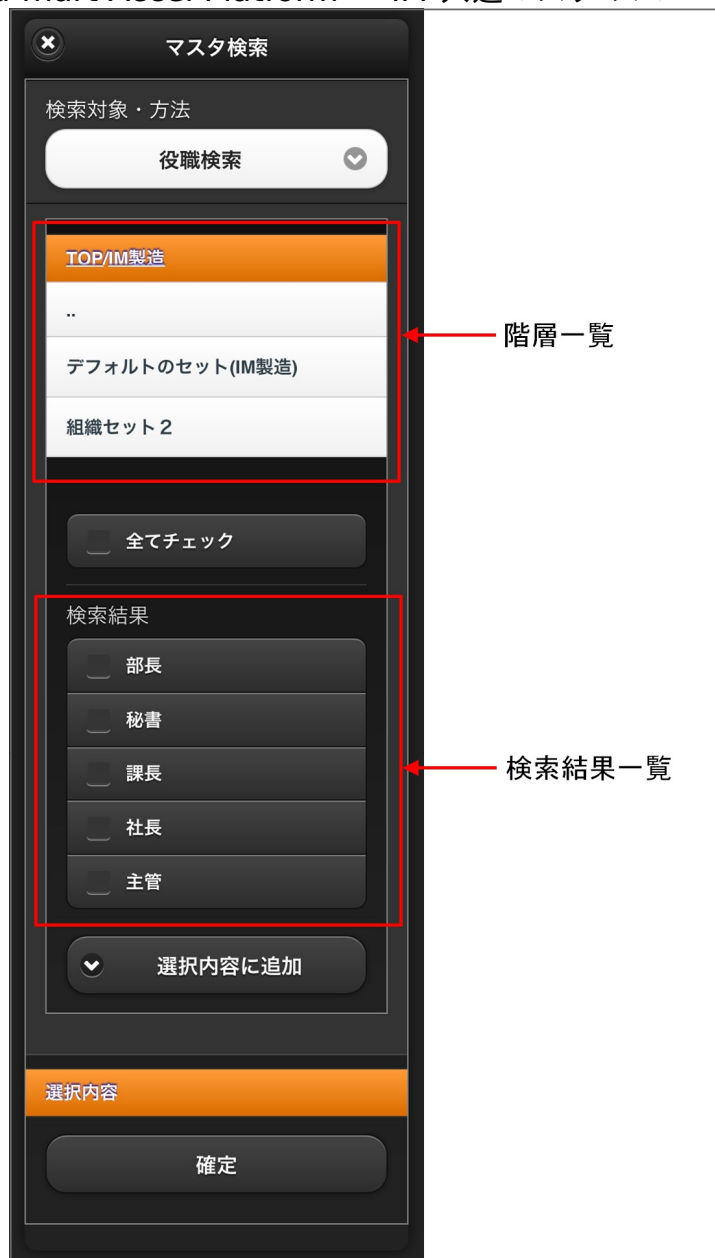 マスタ検索
検索対象・方法
役職検索
TOP/IM製造
..
デフォルトのセット(IM製造)
組織セット２
階層一覧
全てチェック
検索結果
部長
秘書
課長
社長
主管
検索結果一覧
選択内容に追加
選択内容
確定